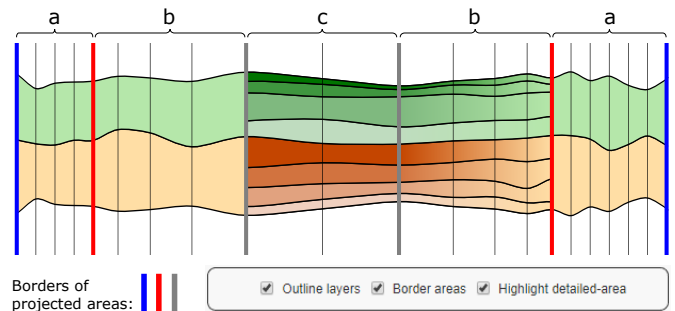 a b c b a
Borders of
projected areas:
Outline layers Border areas Highlight detailed-area